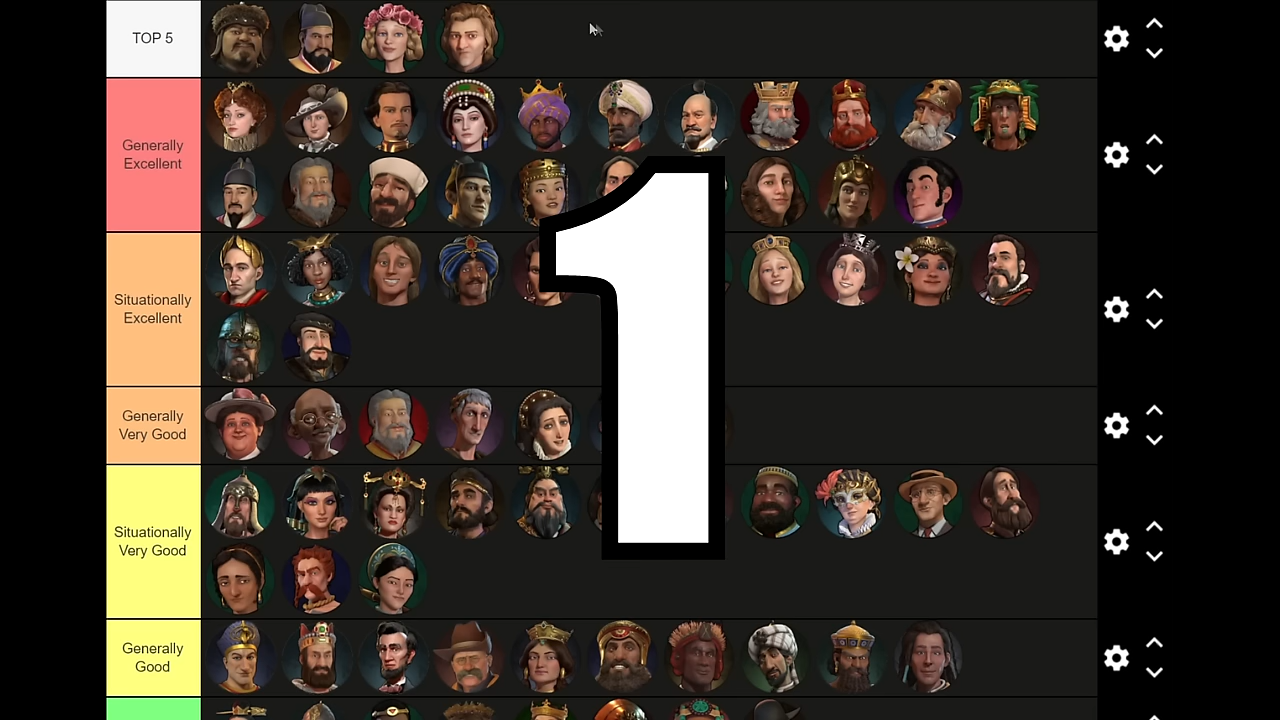 TOP 5
Generally
Excellent
1
Situationally
Excellent
Generally
Very Good
Situationally
Very Good
Generally
Good